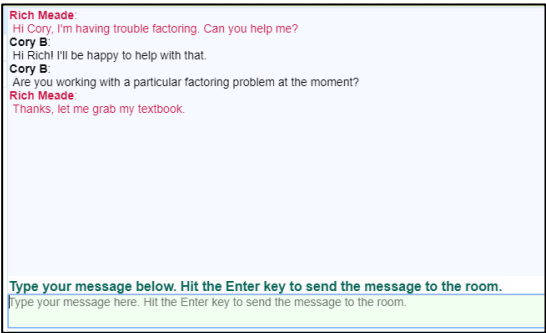 Rich Meade:
Hi Cory, I'm having trouble factoring. Can you help me?
Cory B:
Hi Rich! I'll be happy to help with that.
Cory B:
Are you working with a particular factoring problem at the moment?
Rich Meade:
Thanks, let me grab my textbook.
Type your message below. Hit the Enter key to send the message to the room.
Type your message here. Hit the Enter key to send the message to the room.